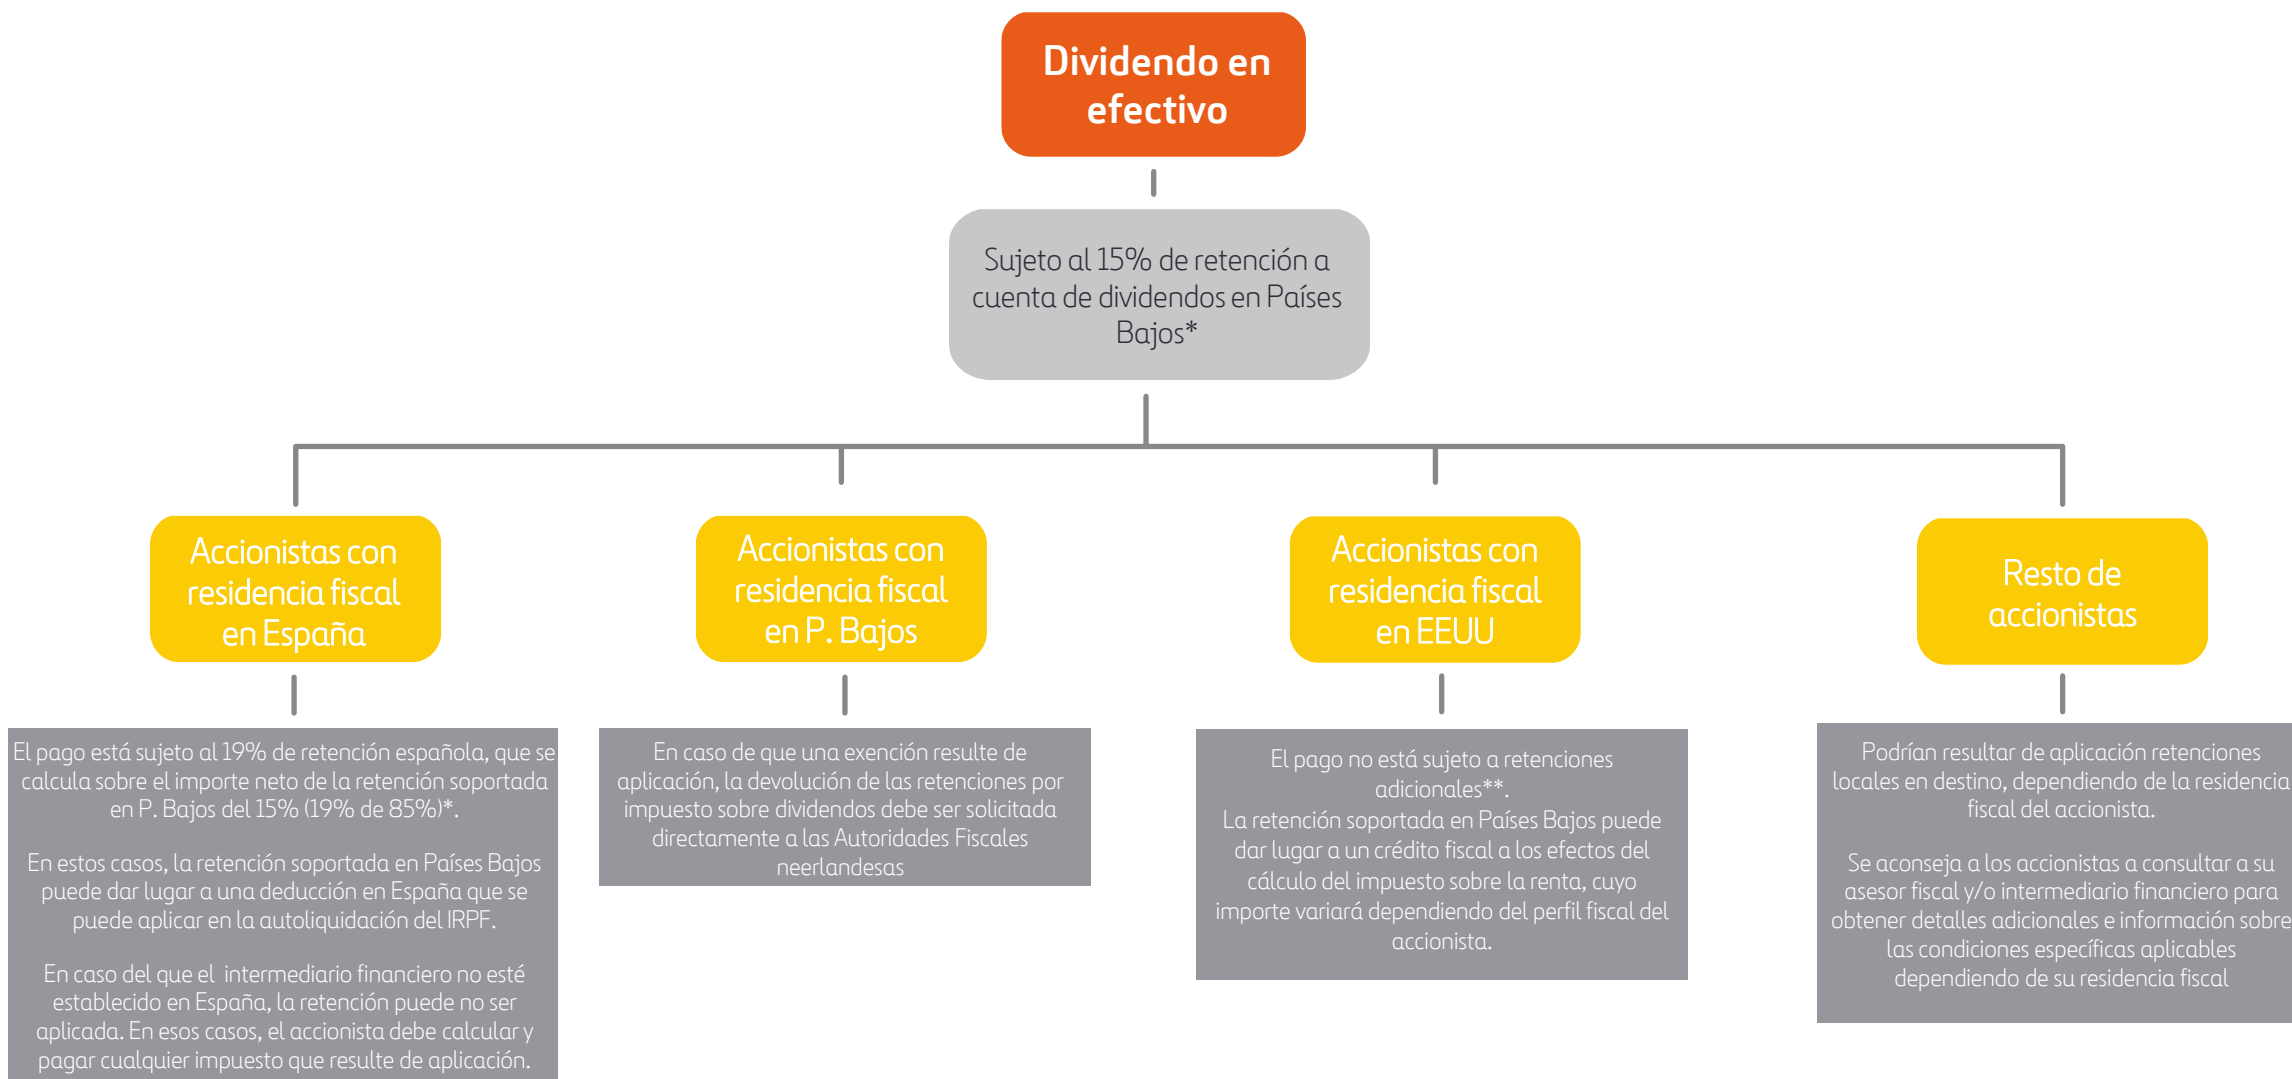 Dividendo en
efectivo
Sujeto al 15% de retención a
cuenta de dividendos en Países
Bajos*
Accionistas con
residencia fiscal
en España
Accionistas con
residencia fiscal
en P. Bajos
Accionistas con
residencia fiscal
en EEUU
Resto de
accionistas
El pago está sujeto al 19% de retención española, que se
calcula sobre el importe neto de la retención soportada
en P. Bajos del 15% (19% de 85%)*.
En estos casos, la retención soportada en Países Bajos
puede dar lugar a una deducción en España que se
puede aplicar en la autoliquidación del IRPF.
En caso del que el intermediario financiero no esté
establecido en España, la retención puede no ser
aplicada. En esos casos, el accionista debe calcular y
pagar cualquier impuesto que resulte de aplicación.
En caso de que una exención resulte de
aplicación, la devolución de las retenciones por
impuesto sobre dividendos debe ser solicitada
directamente a las Autoridades Fiscales
neerlandesas
El pago no está sujeto a retenciones
adicionales**.
La retención soportada en Países Bajos puede
dar lugar a un crédito fiscal a los efectos del
cálculo del impuesto sobre la renta, cuyo
importe variará dependiendo del perfil fiscal del
accionista.
Podrían resultar de aplicación retenciones
locales en destino, dependiendo de la residencia
fiscal del accionista.
Se aconseja a los accionistas a consultar a su
asesor fiscal y/o intermediario financiero para
obtener detalles adicionales e información sobre
las condiciones específicas aplicables
dependiendo de su residencia fiscal